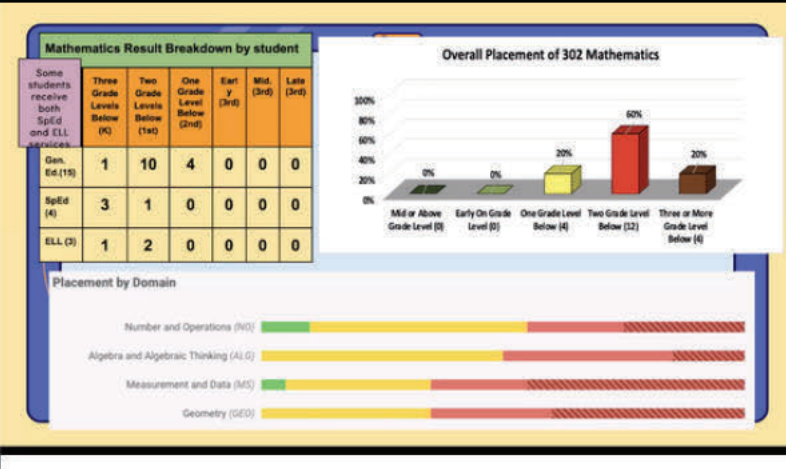 Mathematics Result Breakdown by student
Some
students
receive
both
SpEd
and ELL
services
Three
Grade
Levels
Below
(K)
Two
Grade
Levels
Below
(1st)
One
Grade
Level
Below
(2nd)
Earl
y
(3rd)
Mid.
(3rd)
Late
(3rd)
Gen.
Ed.(15)
1 10 4 0 0 0
SpEd
(4)
3 1 0 0 0 0
ELL (3)
1 2 0 0 0 0
Overall Placement of 302 Mathematics
100%
80%
60%
40%
20%
0%
0%
0%
20%
60%
20%
Mid or Above
Grade Level (0)
Early On Grade
Level (0)
One Grade Level
Below (4)
Two Grade Level
Below (12)
Three or More
Grade Level
Below (4)
Placement by Domain
Number and Operations (NO)
Algebra and Algebraic Thinking (ALG)
Measurement and Data (MS)
Geometry (GEO)